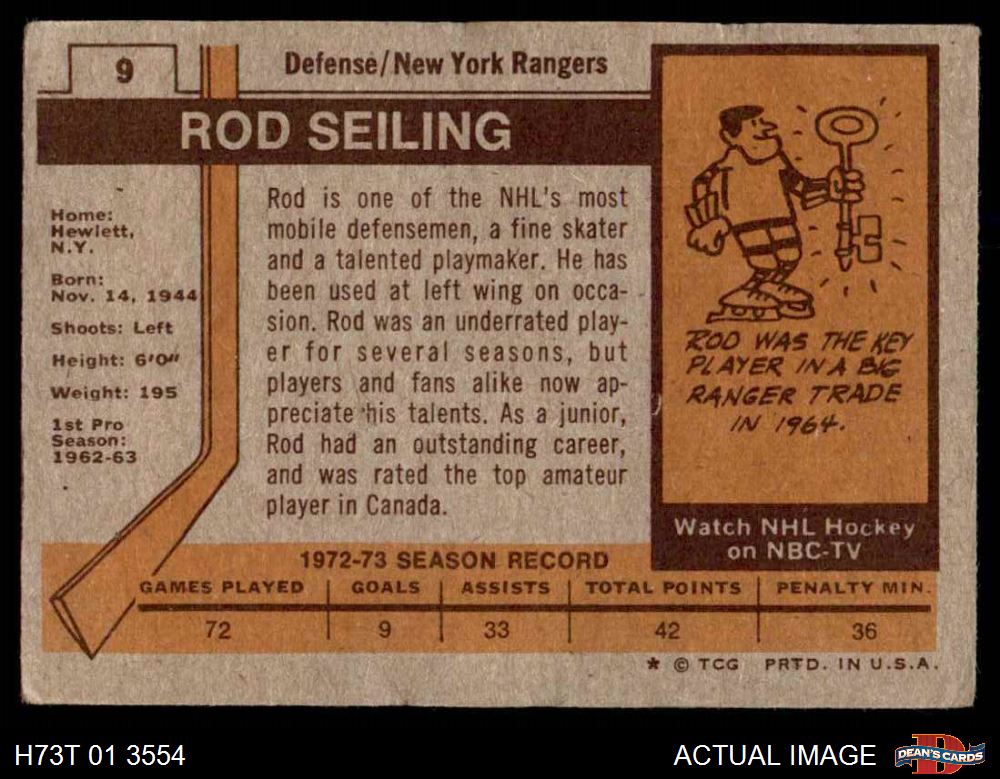 9
Defense/New York Rangers
ROD SEILING
Home:
Hewlett,
N.Y.
Born:
Nov. 14, 1944
Shoots: Left
Height: 6'0"
Weight: 195
1st Pro
Season:
1962-63
Rod is one of the NHL's most
mobile defensemen, a fine skater
and a talented playmaker. He has
been used at left wing on occa-
sion. Rod was an underrated play-
er for several seasons, but
players and fans alike now ap-
preciate his talents. As a junior,
Rod had an outstanding career,
and was rated the top amateur
player in Canada.
ROD WAS THE KEY
PLAYER IN A BIG
RANGER TRADE
IN 1964.
Watch NHL Hockey
on NBC-TV
1972-73 SEASON RECORD
GAMES PLAYED GOALS ASSISTS TOTAL POINTS PENALTY MIN.
72 9 33 42 36
* © TCG PRTD. IN U.S.A.
H73T 01 3554
ACTUAL IMAGE
DEAN'S CARDS